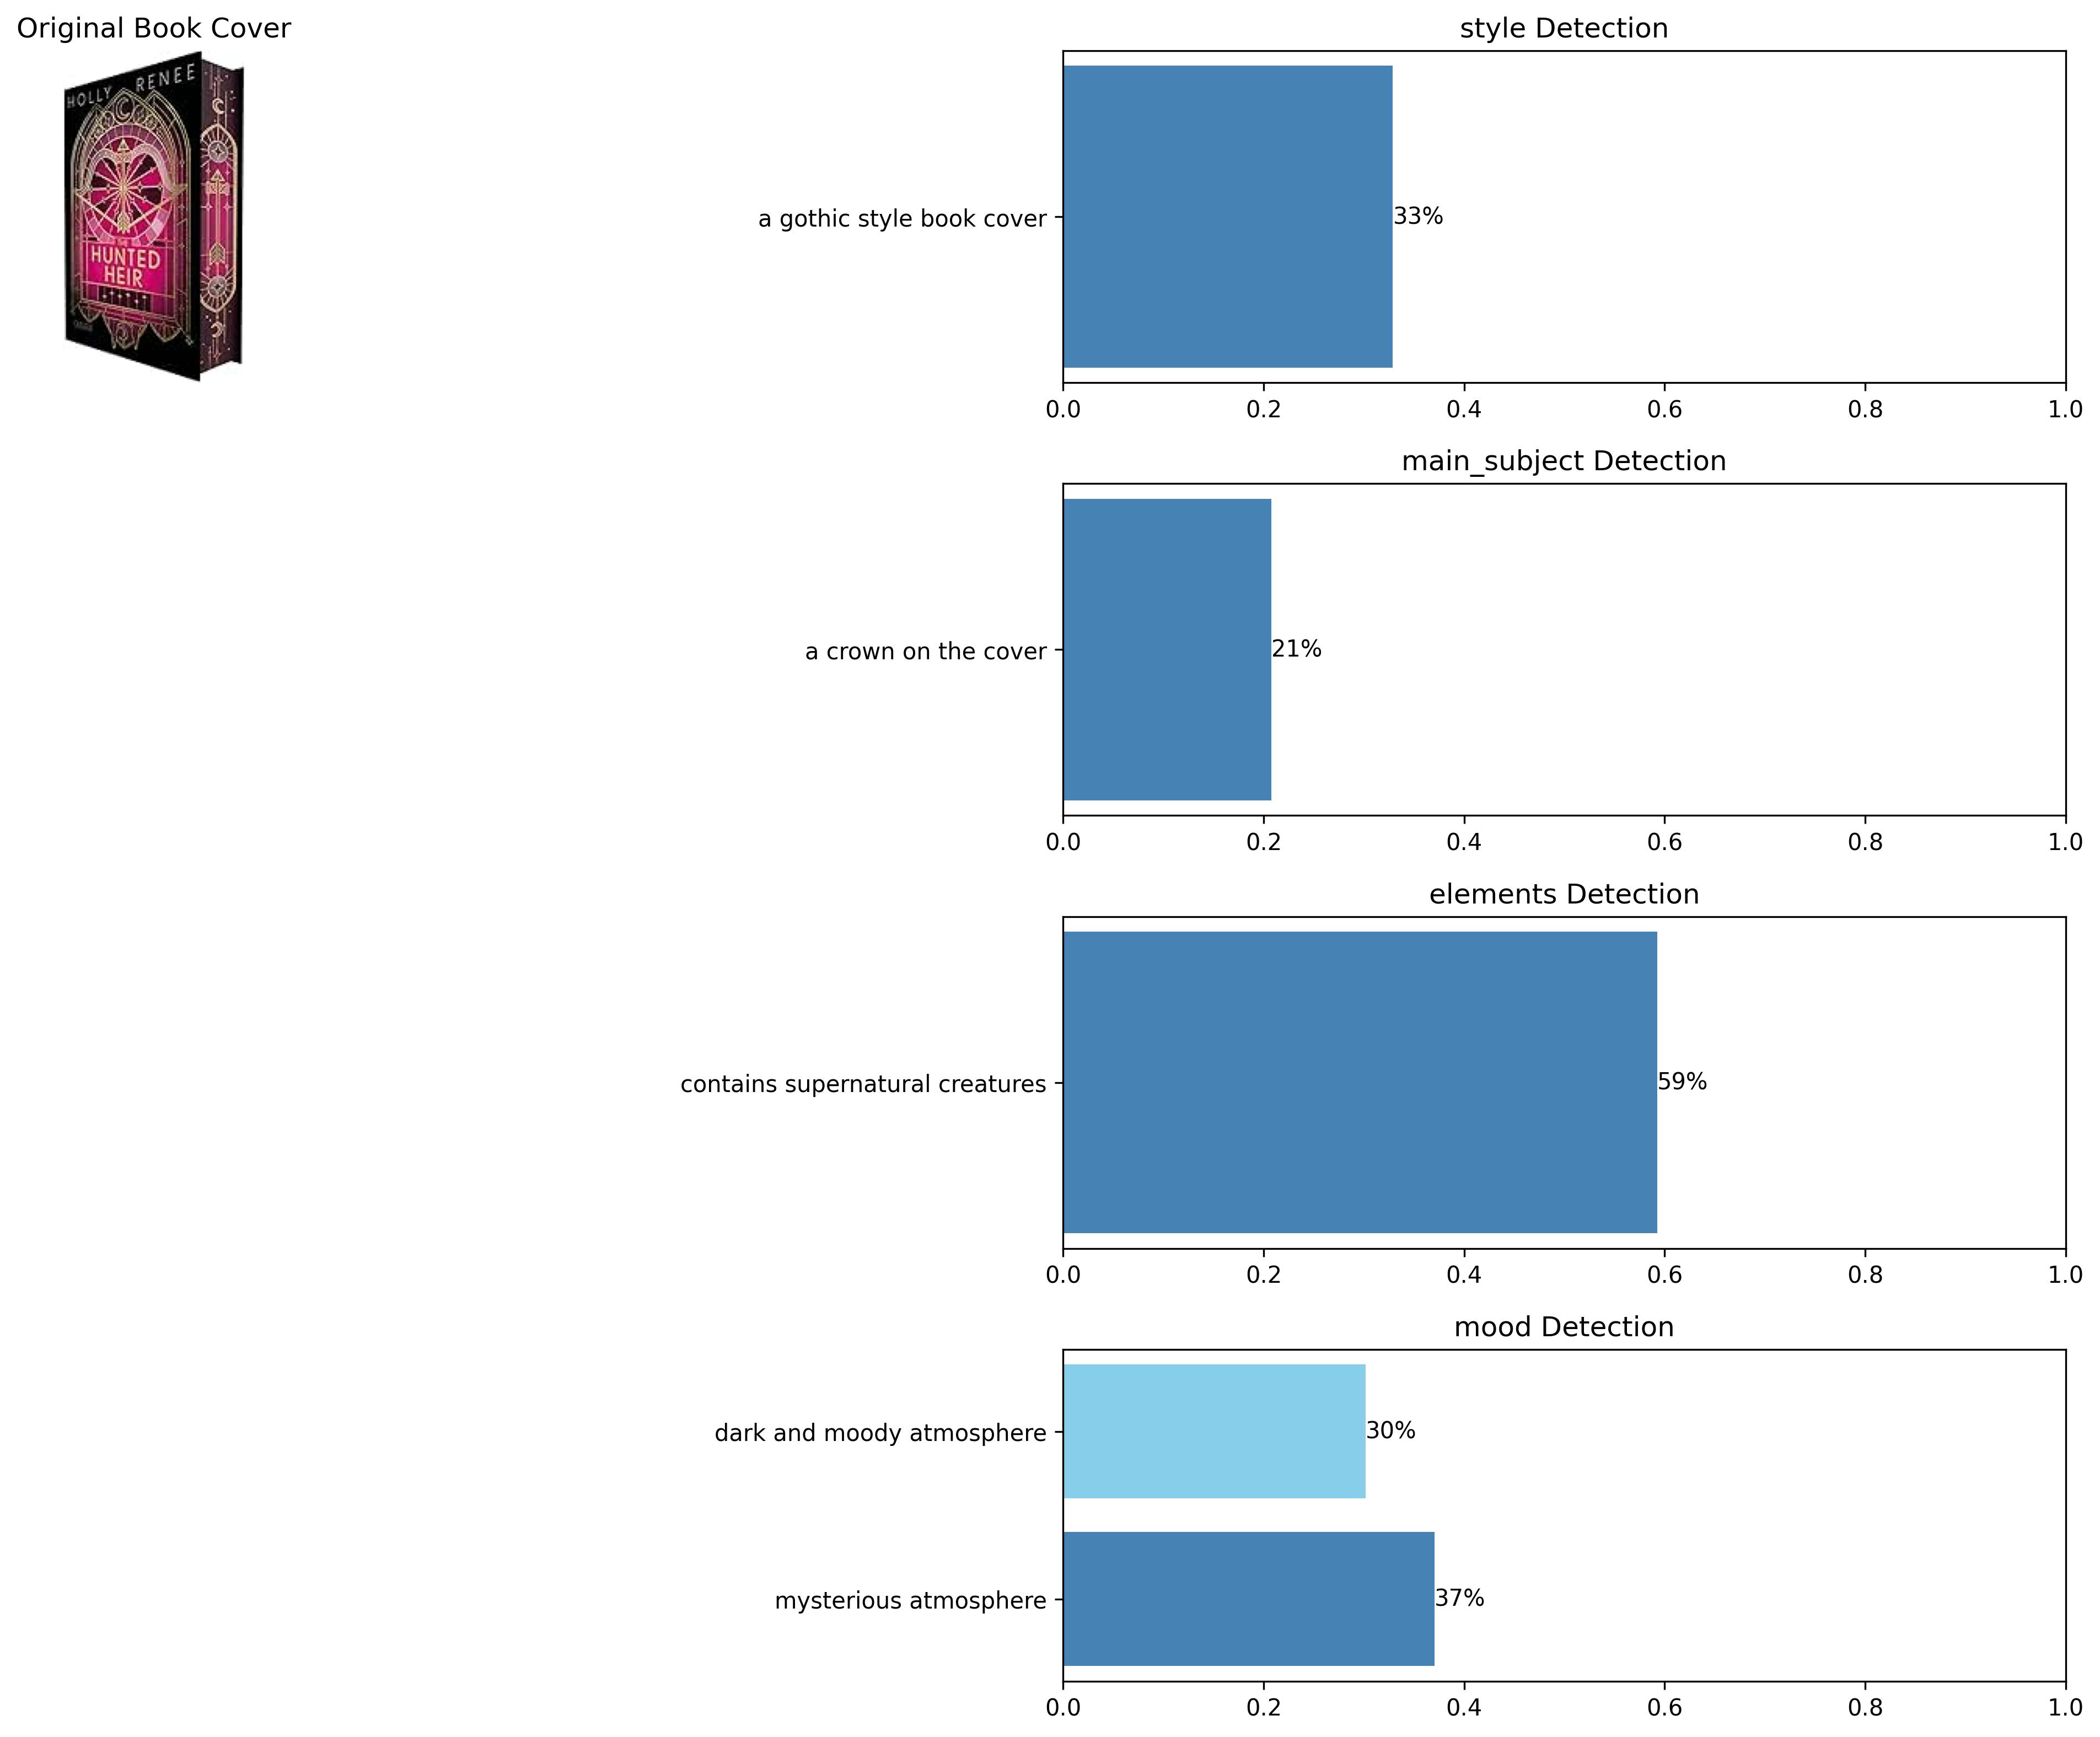 Original Book Cover
HOLLY RENEE
HUNTED
HEIR
style Detection
a gothic style book cover
33%
0.0 0.2 0.4 0.6 0.8 1.0
main_subject Detection
a crown on the cover
21%
0.0 0.2 0.4 0.6 0.8 1.0
elements Detection
contains supernatural creatures
59%
0.0 0.2 0.4 0.6 0.8 1.0
mood Detection
dark and moody atmosphere
30%
mysterious atmosphere
37%
0.0 0.2 0.4 0.6 0.8 1.0